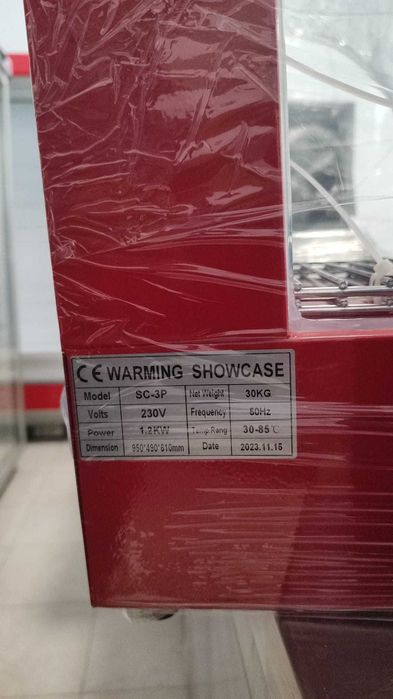 CE WARMING SHOWCASE
Model SC-3P Net Weight 30KG
Volts 230V Frequency 50Hz
Power 1.2KW Temp.Rang 30-85℃
Dimension 950*490*610mm Date 2023.11.15